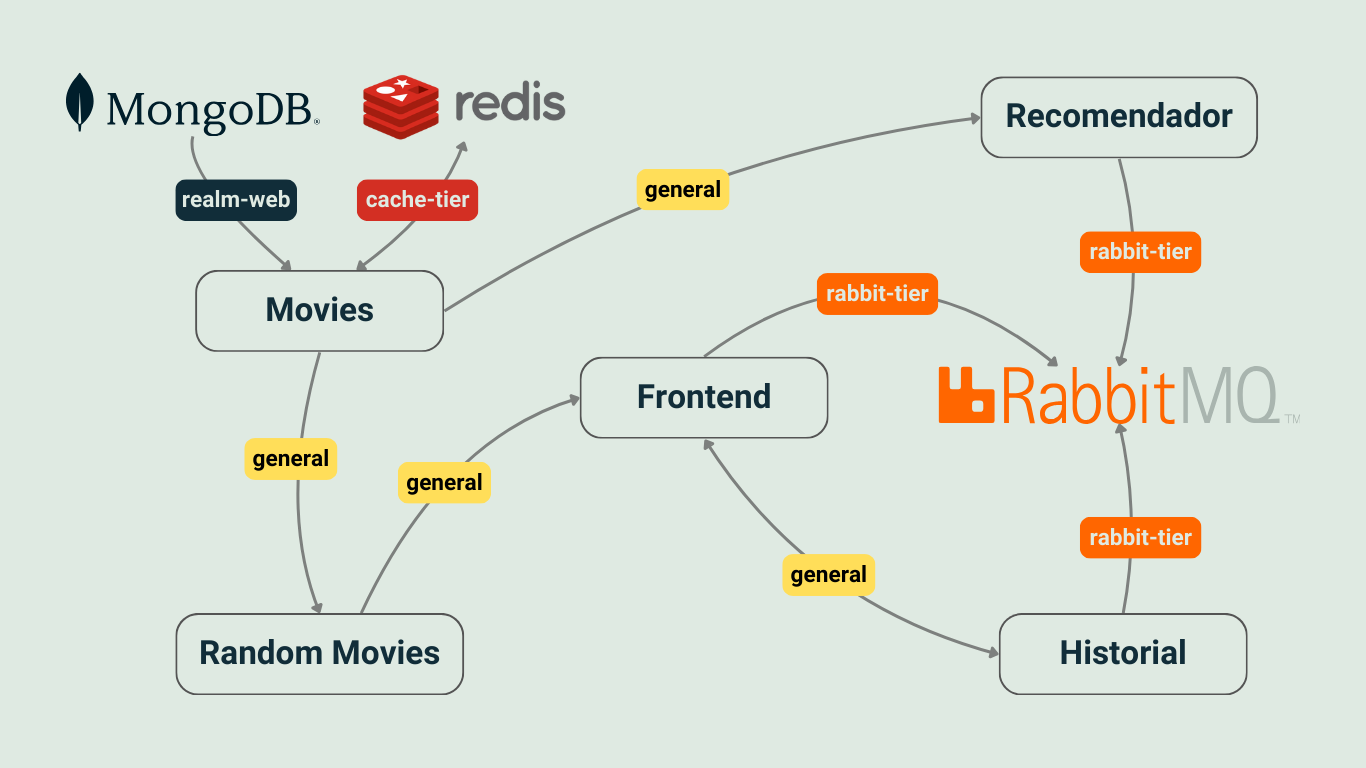 MongoDB®
redis
Recomendador
general
realm-web
cache-tier
rabbit-tier
rabbit-tier
Movies
Frontend
RabbitMQ™
general
general
rabbit-tier
general
Random Movies
Historial